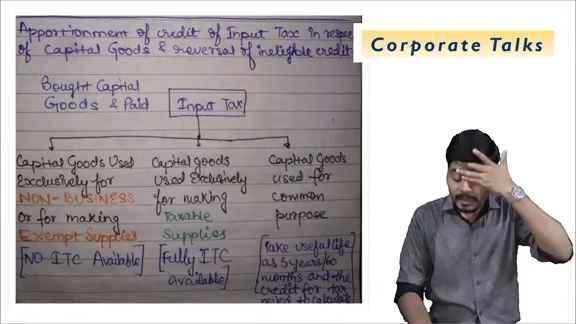 Apportionment of credit of Input Tax in respe
of Capital Goods & reversal of ineligible credit
Corporate Talks
Bought Capital
Goods & Paid
Input Tax
Capital Goods Used
Exclusively for
NON-BUSINESS
or for making
Exempt Supplies
[NO ITC Available]
Capital goods
used Exclusively
for making
Taxable
Supplies
[Fully ITC
Available]
Capital Goods
used for
common
purpose
[Take useful life
as 5 years/60
months and the
credit for tax